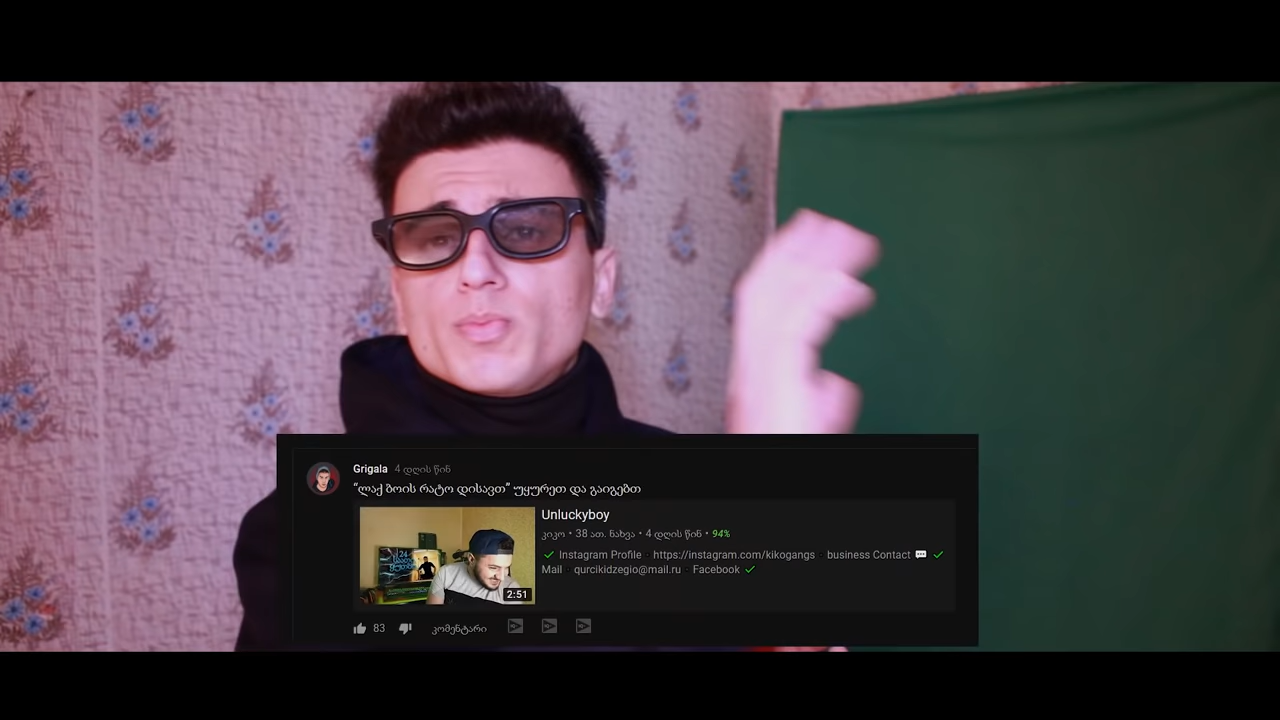 Grigala 4 დღის წინ
“ლაქ ბოის რატო დისავთ” უყურეთ და გაიგებთ
Unluckyboy
კიკო • 38 ათ. ნახვა • 4 დღის წინ • 94%
✔ Instagram Profile · https://instagram.com/kikogangs · business Contact 💬 ✔
Mail · qurcikidzegio@mail.ru · Facebook ✔
2:51
83 კომენტარი